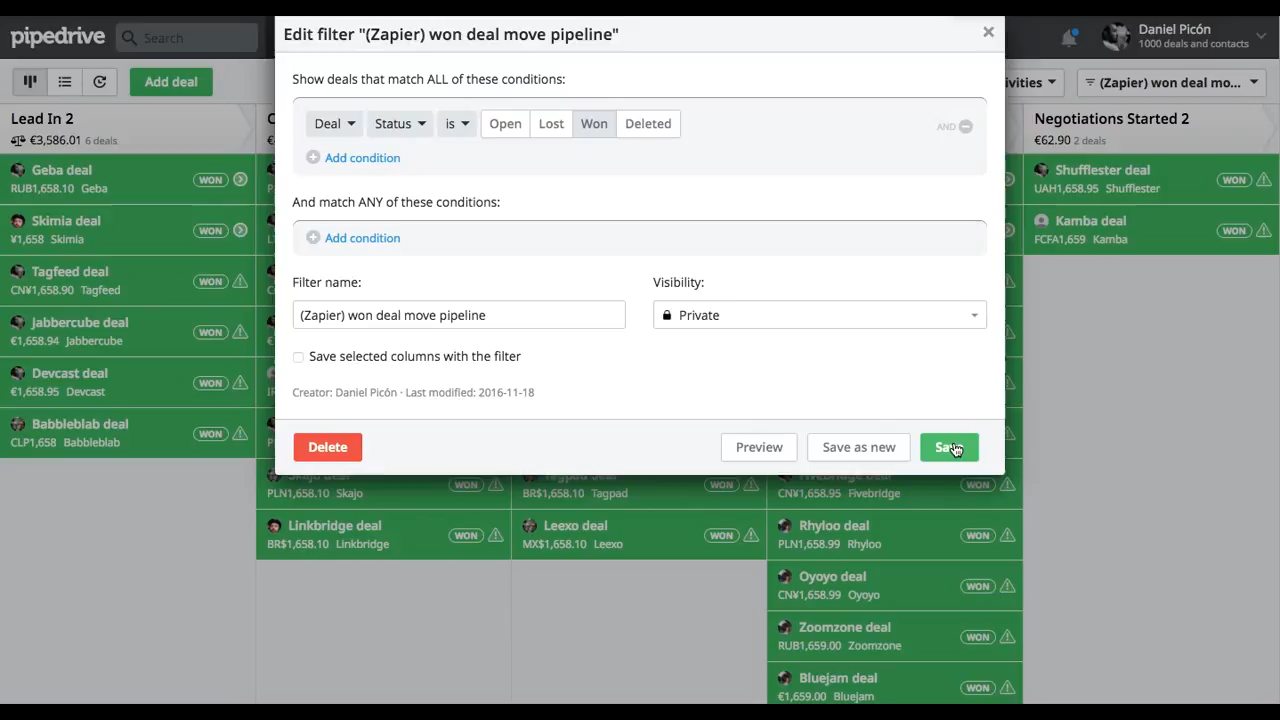 pipedrive
Search
Edit filter "(Zapier) won deal move pipeline"
Daniel Picón
1000 deals and contacts
Add deal
Show deals that match ALL of these conditions:
(Zapier) won deal mo...
Deal Status is Open Lost Won Deleted
AND
Add condition
And match ANY of these conditions:
Add condition
Filter name:
Visibility:
(Zapier) won deal move pipeline
Private
Save selected columns with the filter
Creator: Daniel Picón · Last modified: 2016-11-18
Delete
Preview
Save as new
Lead In 2
€3,586.01 6 deals
Geba deal
RUB1,658.10 Geba
WON
Skimia deal
¥1,658 Skimia
WON
Tagfeed deal
CN¥1,658.90 Tagfeed
WON
Jabbercube deal
€1,658.94 Jabbercube
WON
Devcast deal
€1,658.95 Devcast
WON
Babbleblab deal
CLP1,658 Babbleblab
WON
PLN1,658.10 Skajo
WON
Linkbridge deal
BR$1,658.10 Linkbridge
WON
BR$1,658.10 Tagpad
WON
Leexo deal
MX$1,658.10 Leexo
WON
CN¥1,658.95 Fivebridge
WON
Rhyloo deal
PLN1,658.99 Rhyloo
WON
Oyoyo deal
CN¥1,658.99 Oyoyo
WON
Zoomzone deal
RUB1,659.00 Zoomzone
WON
Bluejam deal
€1,659.00 Bluejam
WON
Negotiations Started 2
€62.90 2 deals
Shufflester deal
UAH1,658.95 Shufflester
WON
Kamba deal
FCFA1,659 Kamba
WON